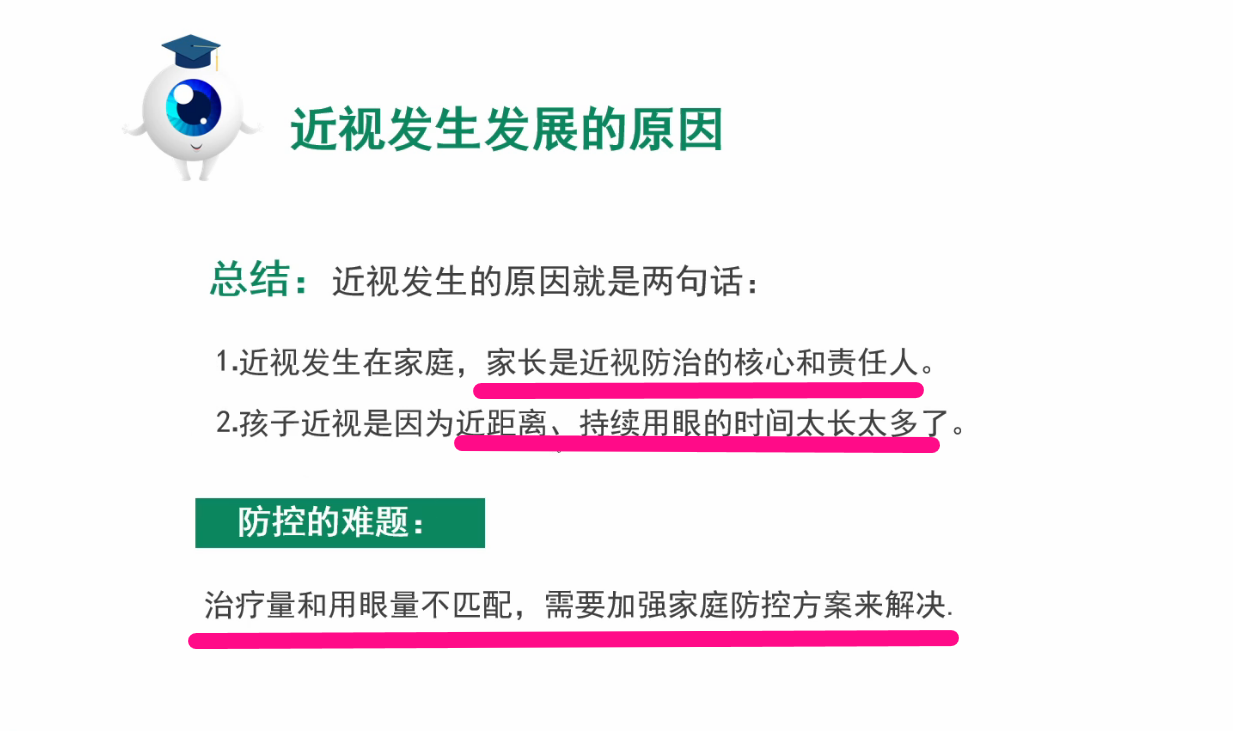 近视发生发展的原因
总结：近视发生的原因就是两句话：
1.近视发生在家庭，家长是近视防治的核心和责任人。
2.孩子近视是因为近距离、持续用眼的时间太长太多了。
防控的难题：
治疗量和用眼量不匹配，需要加强家庭防控方案来解决.